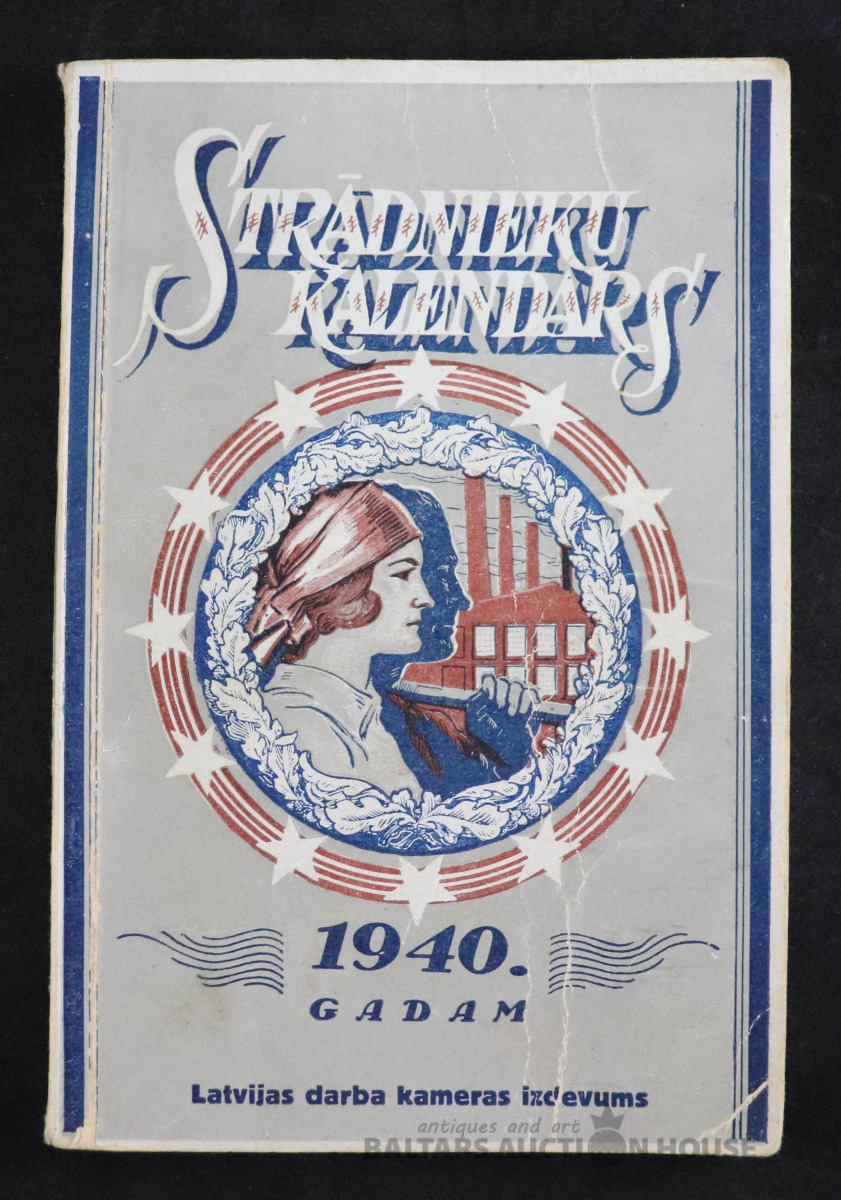 STRĀDNIEKU
KALENDARS
1940.
GADAM
Latvijas darba kameras izdevums
antiques and art
BALTARS AUCTION HOUSE